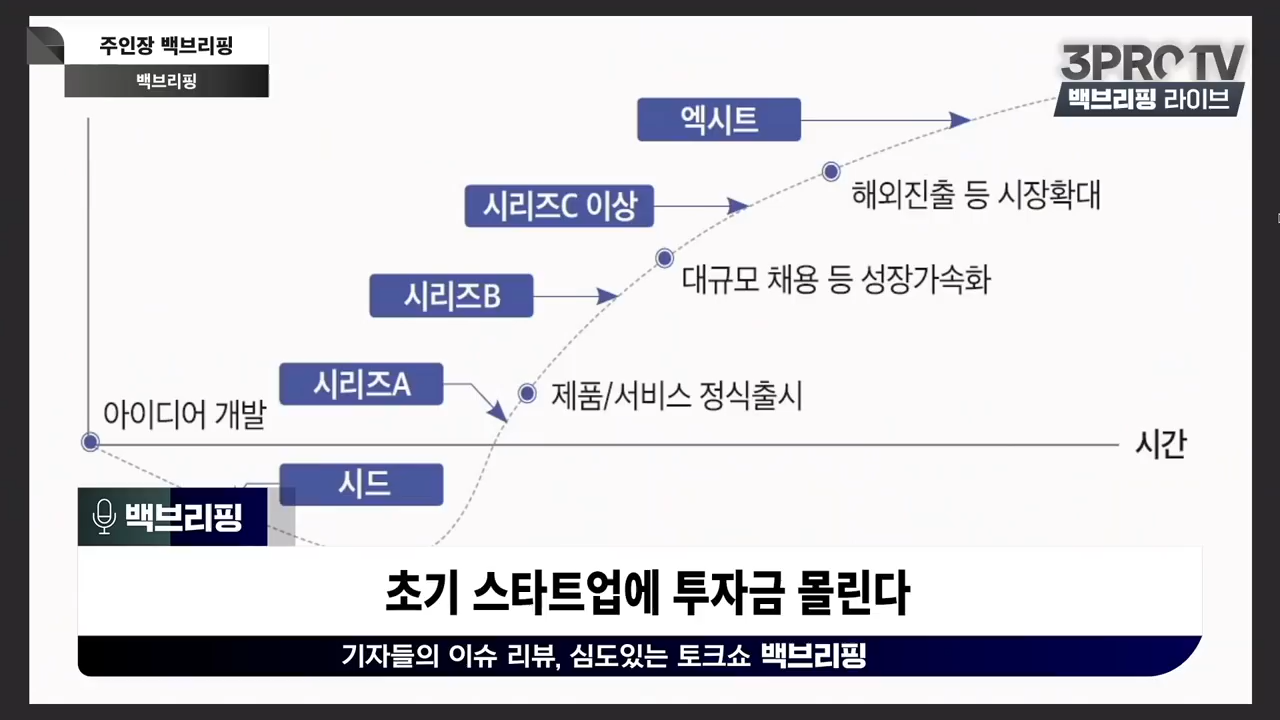 주인장 백브리핑
백브리핑
3PROTV
백브리핑 라이브
엑시트
해외진출 등 시장확대
시리즈C 이상
대규모 채용 등 성장가속화
시리즈B
시리즈A
제품/서비스 정식출시
아이디어 개발
시간
시드
백브리핑
초기 스타트업에 투자금 몰린다
기자들의 이슈 리뷰, 심도있는 토크쇼 백브리핑